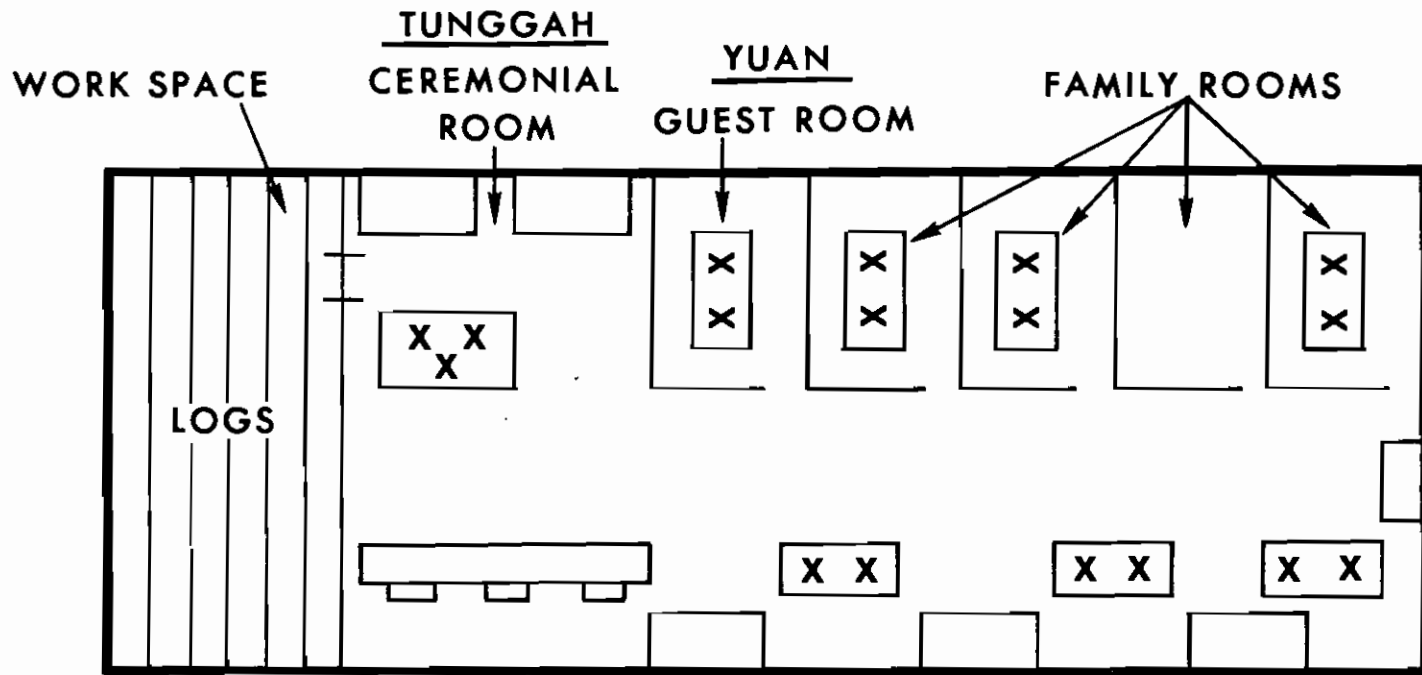 WORK SPACE
TUNGGAH
CEREMONIAL
ROOM
YUAN
GUEST ROOM
FAMILY ROOMS
X
X
X
X
X
X
X
X
X X
X
LOGS
X X
X X
X X